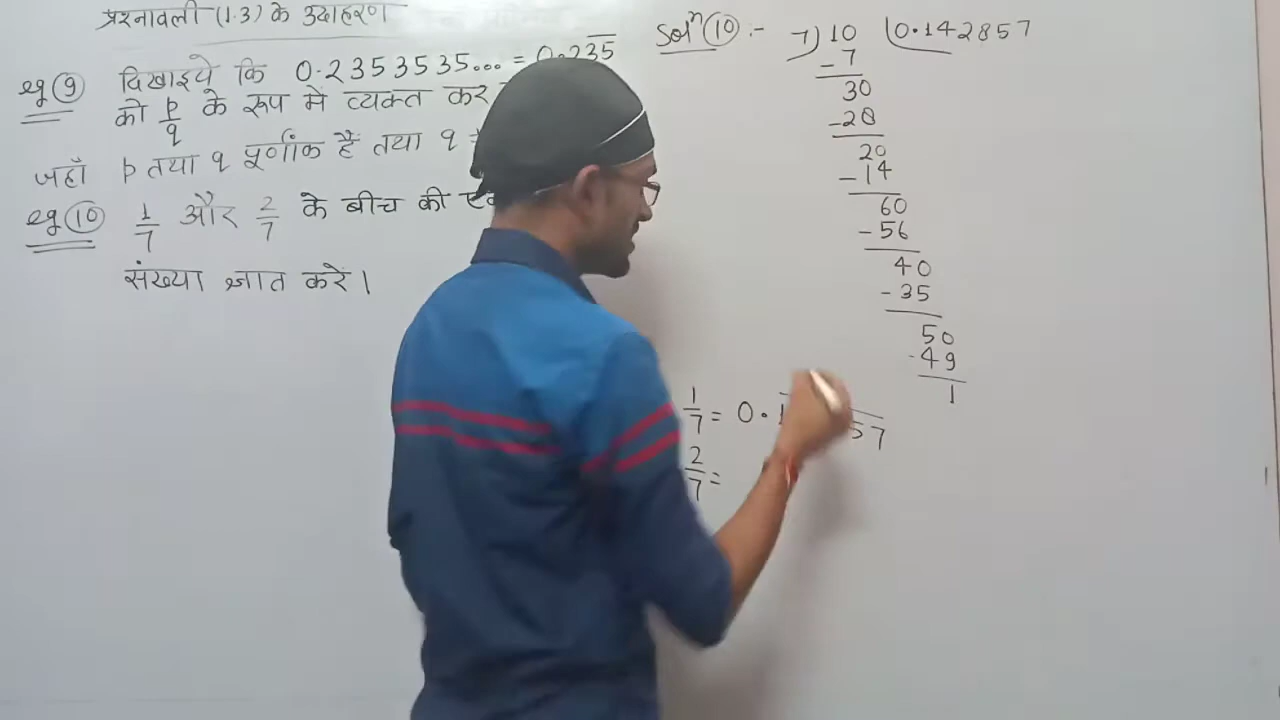 प्रश्नावली (1.3) के उदाहरण
eg (9) दिखाइये कि 0.2353535... = 0.235
को p/q के रूप में व्यक्त कर
जहाँ p तथा q पूर्णांक हैं तथा q
eg (10) 1/7 और 2/7 के बीच की
संख्या ज्ञात करें।
Solⁿ (10) :-
7) 10 (0.142857
-7
30
-28
20
-14
60
-56
40
-35
50
-49
1
1/7 = 0.1 57
2/7 =